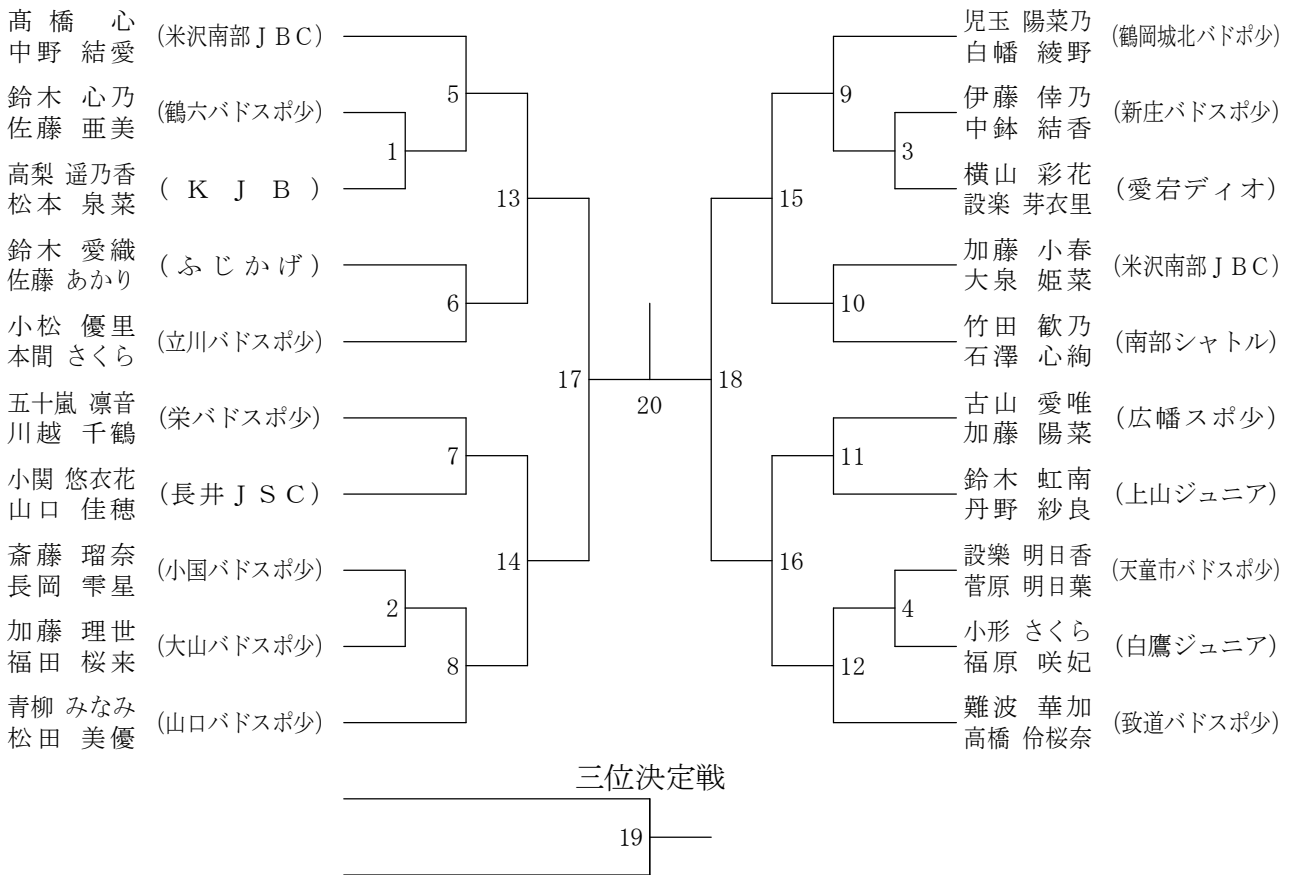 髙橋 心
中野 結愛
(米沢南部ＪＢＣ)
鈴木 心乃
佐藤 亜美
(鶴六バドスポ少)
高梨 遥乃香
松本 泉菜
(ＫＪＢ)
鈴木 愛織
佐藤 あかり
(ふじかげ)
小松 優里
本間 さくら
(立川バドスポ少)
五十嵐 凛音
川越 千鶴
(栄バドスポ少)
小関 悠衣花
山口 佳穂
(長井ＪＳＣ)
斎藤 瑠奈
長岡 雫星
(小国バドスポ少)
加藤 理世
福田 桜来
(大山バドスポ少)
青柳 みなみ
松田 美優
(山口バドスポ少)
1
2
5
6
7
8
13
14
17
20
18
15
16
9
10
11
12
3
4
児玉 陽菜乃
白幡 綾野
(鶴岡城北バドポ少)
伊藤 倖乃
中鉢 結香
(新庄バドスポ少)
横山 彩花
設楽 芽衣里
(愛宕ディオ)
加藤 小春
大泉 姫菜
(米沢南部ＪＢＣ)
竹田 歓乃
石澤 心絢
(南部シャトル)
古山 愛唯
加藤 陽菜
(広幡スポ少)
鈴木 虹南
丹野 紗良
(上山ジュニア)
設樂 明日香
菅原 明日葉
(天童市バドスポ少)
小形 さくら
福原 咲妃
(白鷹ジュニア)
難波 華加
高橋 伶桜奈
(致道バドスポ少)
三位決定戦
19